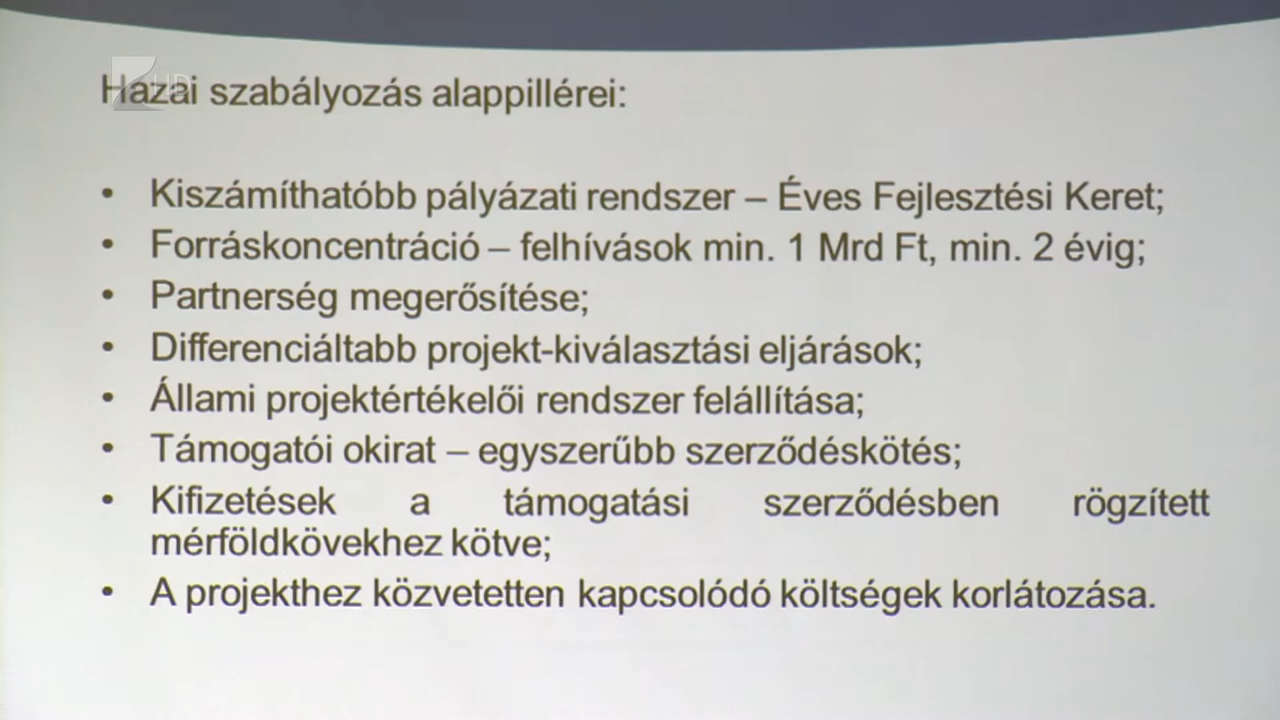 Hazai szabályozás alappillérei:
• Kiszámíthatóbb pályázati rendszer – Éves Fejlesztési Keret;
• Forráskoncentráció – felhívások min. 1 Mrd Ft, min. 2 évig;
• Partnerség megerősítése;
• Differenciáltabb projekt-kiválasztási eljárások;
• Állami projektértékelői rendszer felállítása;
• Támogatói okirat – egyszerűbb szerződéskötés;
• Kifizetések a támogatási szerződésben rögzített
mérföldkövekhez kötve;
• A projekthez közvetetten kapcsolódó költségek korlátozása.
HD